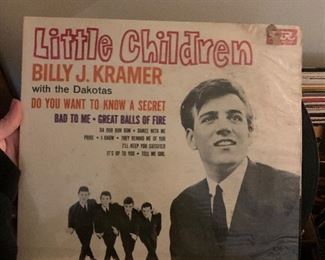 Little Children
BILLY J. KRAMER
with the Dakotas
DO YOU WANT TO KNOW A SECRET
BAD TO ME • GREAT BALLS OF FIRE
DA DOO RON RON • DANCE WITH ME
PRIDE • I KNOW • THEY REMIND ME OF YOU
I'LL KEEP YOU SATISFIED
IT'S UP TO YOU • TELL ME GIRL